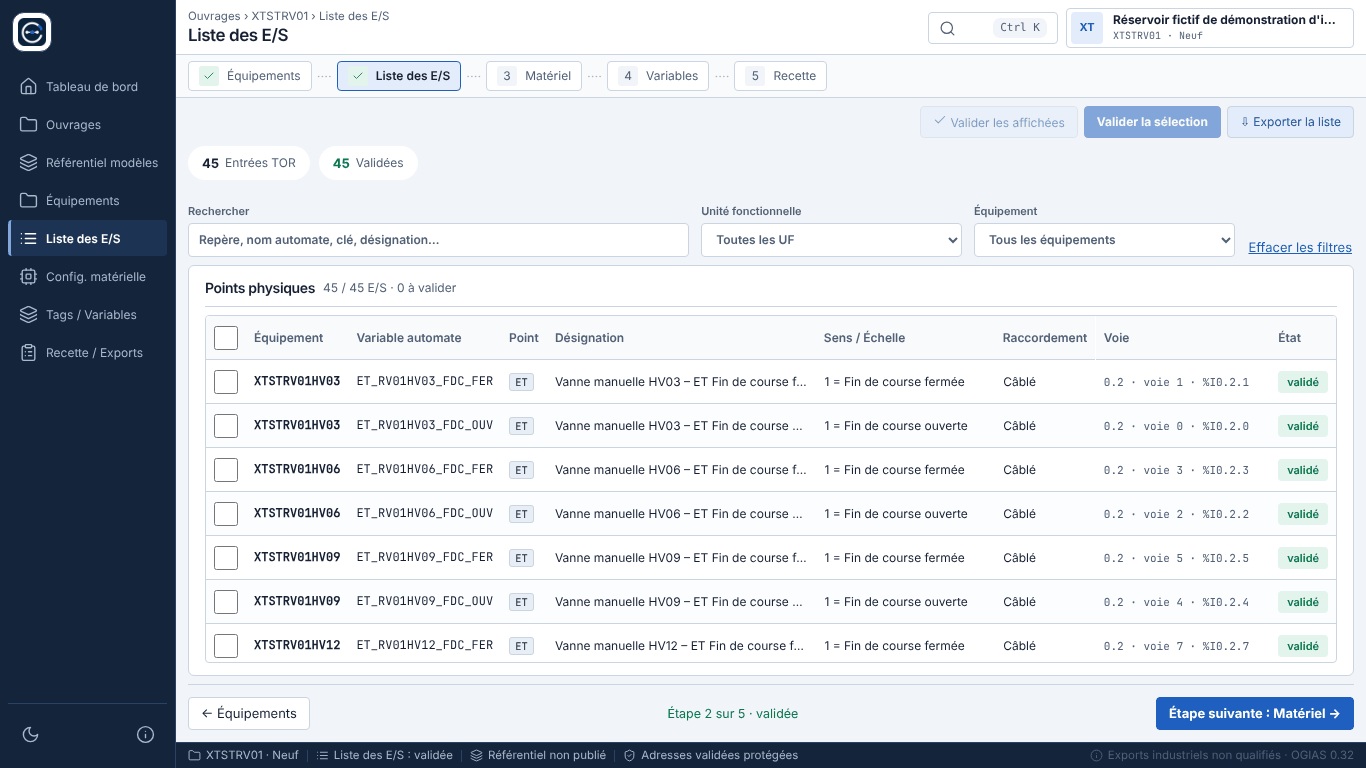 Ouvrages › XTSTRV01 › Liste des E/S
Liste des E/S
Ctrl K
XT
Réservoir fictif de démonstration d'i...
XTSTRV01 · Neuf
Tableau de bord
Ouvrages
Référentiel modèles
Équipements
Liste des E/S
Config. matérielle
Tags / Variables
Recette / Exports
✓ Équipements
✓ Liste des E/S
3 Matériel
4 Variables
5 Recette
✓ Valider les affichées
Valider la sélection
⇩ Exporter la liste
45 Entrées TOR
45 Validées
Rechercher
Repère, nom automate, clé, désignation...
Unité fonctionnelle
Toutes les UF
Équipement
Tous les équipements
Effacer les filtres
Points physiques 45 / 45 E/S · 0 à valider
Équipement Variable automate Point Désignation Sens / Échelle Raccordement Voie État
XTSTRV01HV03 ET_RV01HV03_FDC_FER ET Vanne manuelle HV03 – ET Fin de course f... 1 = Fin de course fermée Câblé 0.2 · voie 1 · %I0.2.1 validé
XTSTRV01HV03 ET_RV01HV03_FDC_OUV ET Vanne manuelle HV03 – ET Fin de course ... 1 = Fin de course ouverte Câblé 0.2 · voie 0 · %I0.2.0 validé
XTSTRV01HV06 ET_RV01HV06_FDC_FER ET Vanne manuelle HV06 – ET Fin de course f... 1 = Fin de course fermée Câblé 0.2 · voie 3 · %I0.2.3 validé
XTSTRV01HV06 ET_RV01HV06_FDC_OUV ET Vanne manuelle HV06 – ET Fin de course ... 1 = Fin de course ouverte Câblé 0.2 · voie 2 · %I0.2.2 validé
XTSTRV01HV09 ET_RV01HV09_FDC_FER ET Vanne manuelle HV09 – ET Fin de course f... 1 = Fin de course fermée Câblé 0.2 · voie 5 · %I0.2.5 validé
XTSTRV01HV09 ET_RV01HV09_FDC_OUV ET Vanne manuelle HV09 – ET Fin de course ... 1 = Fin de course ouverte Câblé 0.2 · voie 4 · %I0.2.4 validé
XTSTRV01HV12 ET_RV01HV12_FDC_FER ET Vanne manuelle HV12 – ET Fin de course f... 1 = Fin de course fermée Câblé 0.2 · voie 7 · %I0.2.7 validé
← Équipements
Étape 2 sur 5 · validée
Étape suivante : Matériel →
XTSTRV01 · Neuf
Liste des E/S : validée
Référentiel non publié
Adresses validées protégées
Exports industriels non qualifiés · OGIAS 0.32